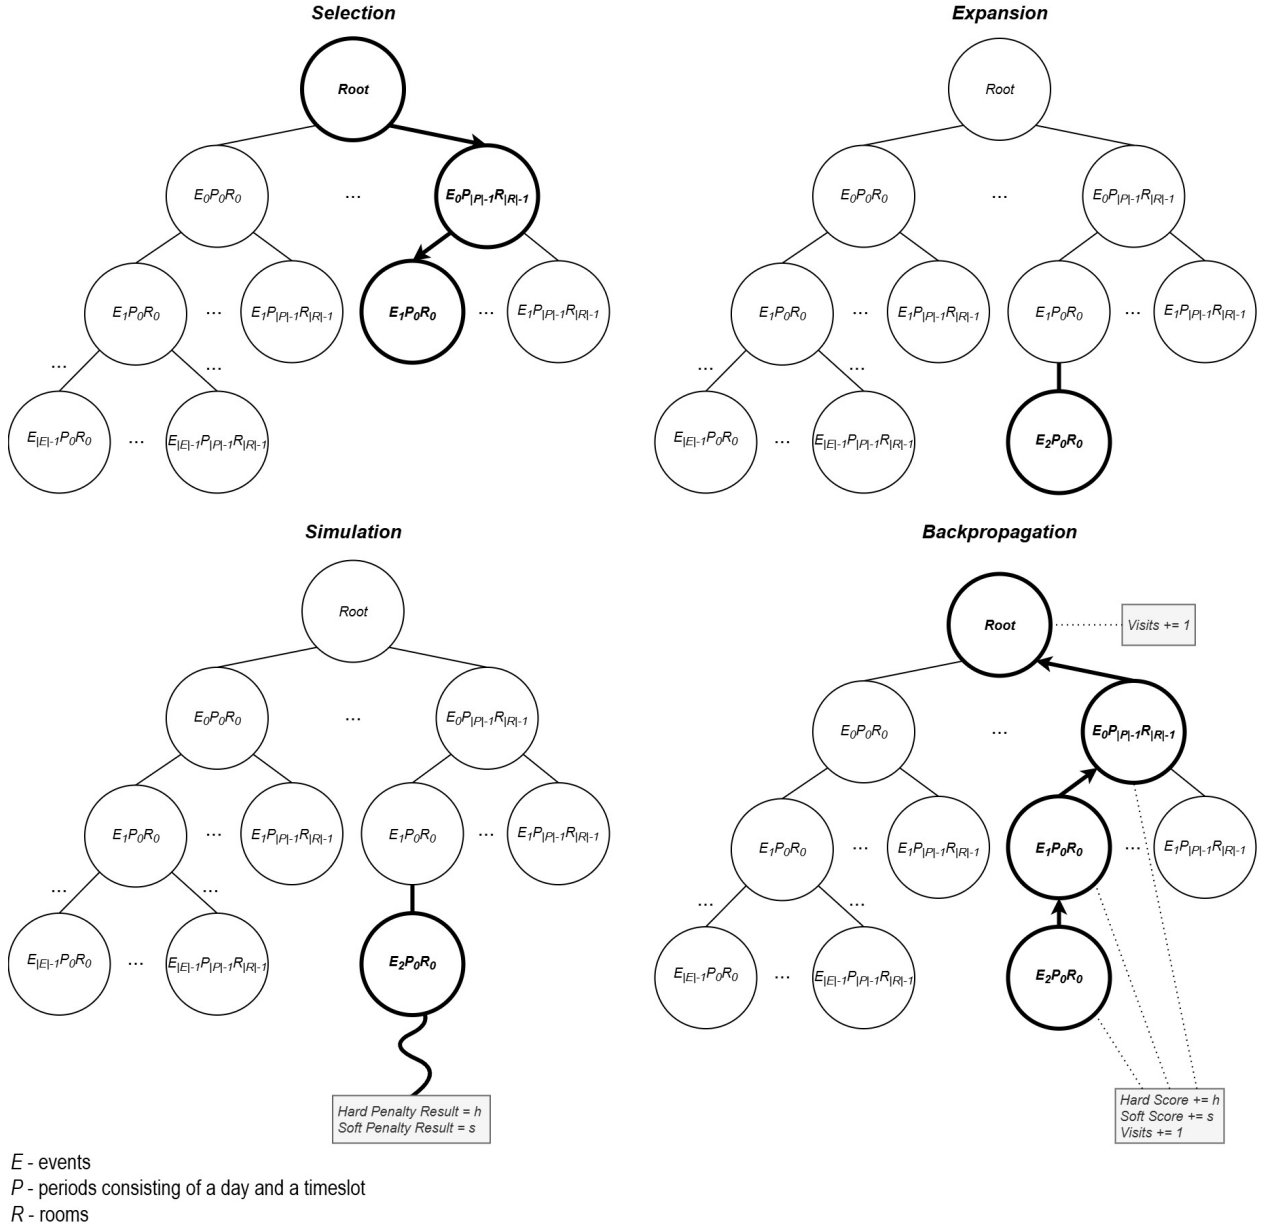 Selection
Root
E0P0R0 ... E0P|P|-1R|R|-1
E1P0R0 ... E1P|P|-1R|R|-1 E1P0R0 ... E1P|P|-1R|R|-1
... ...
E|E|-1P0R0 ... E|E|-1P|P|-1R|R|-1
Expansion
Root
E0P0R0 ... E0P|P|-1R|R|-1
E1P0R0 ... E1P|P|-1R|R|-1 E1P0R0 ... E1P|P|-1R|R|-1
... ...
E|E|-1P0R0 ... E|E|-1P|P|-1R|R|-1 E2P0R0
Simulation
Root
E0P0R0 ... E0P|P|-1R|R|-1
E1P0R0 ... E1P|P|-1R|R|-1 E1P0R0 ... E1P|P|-1R|R|-1
... ...
E|E|-1P0R0 ... E|E|-1P|P|-1R|R|-1 E2P0R0
Hard Penalty Result = h
Soft Penalty Result = s
Backpropagation
Root Visits += 1
E0P0R0 ... E0P|P|-1R|R|-1
E1P0R0 ... E1P|P|-1R|R|-1 E1P0R0 ... E1P|P|-1R|R|-1
... ...
E|E|-1P0R0 ... E|E|-1P|P|-1R|R|-1 E2P0R0
Hard Score += h
Soft Score += s
Visits += 1
E - events
P - periods consisting of a day and a timeslot
R - rooms